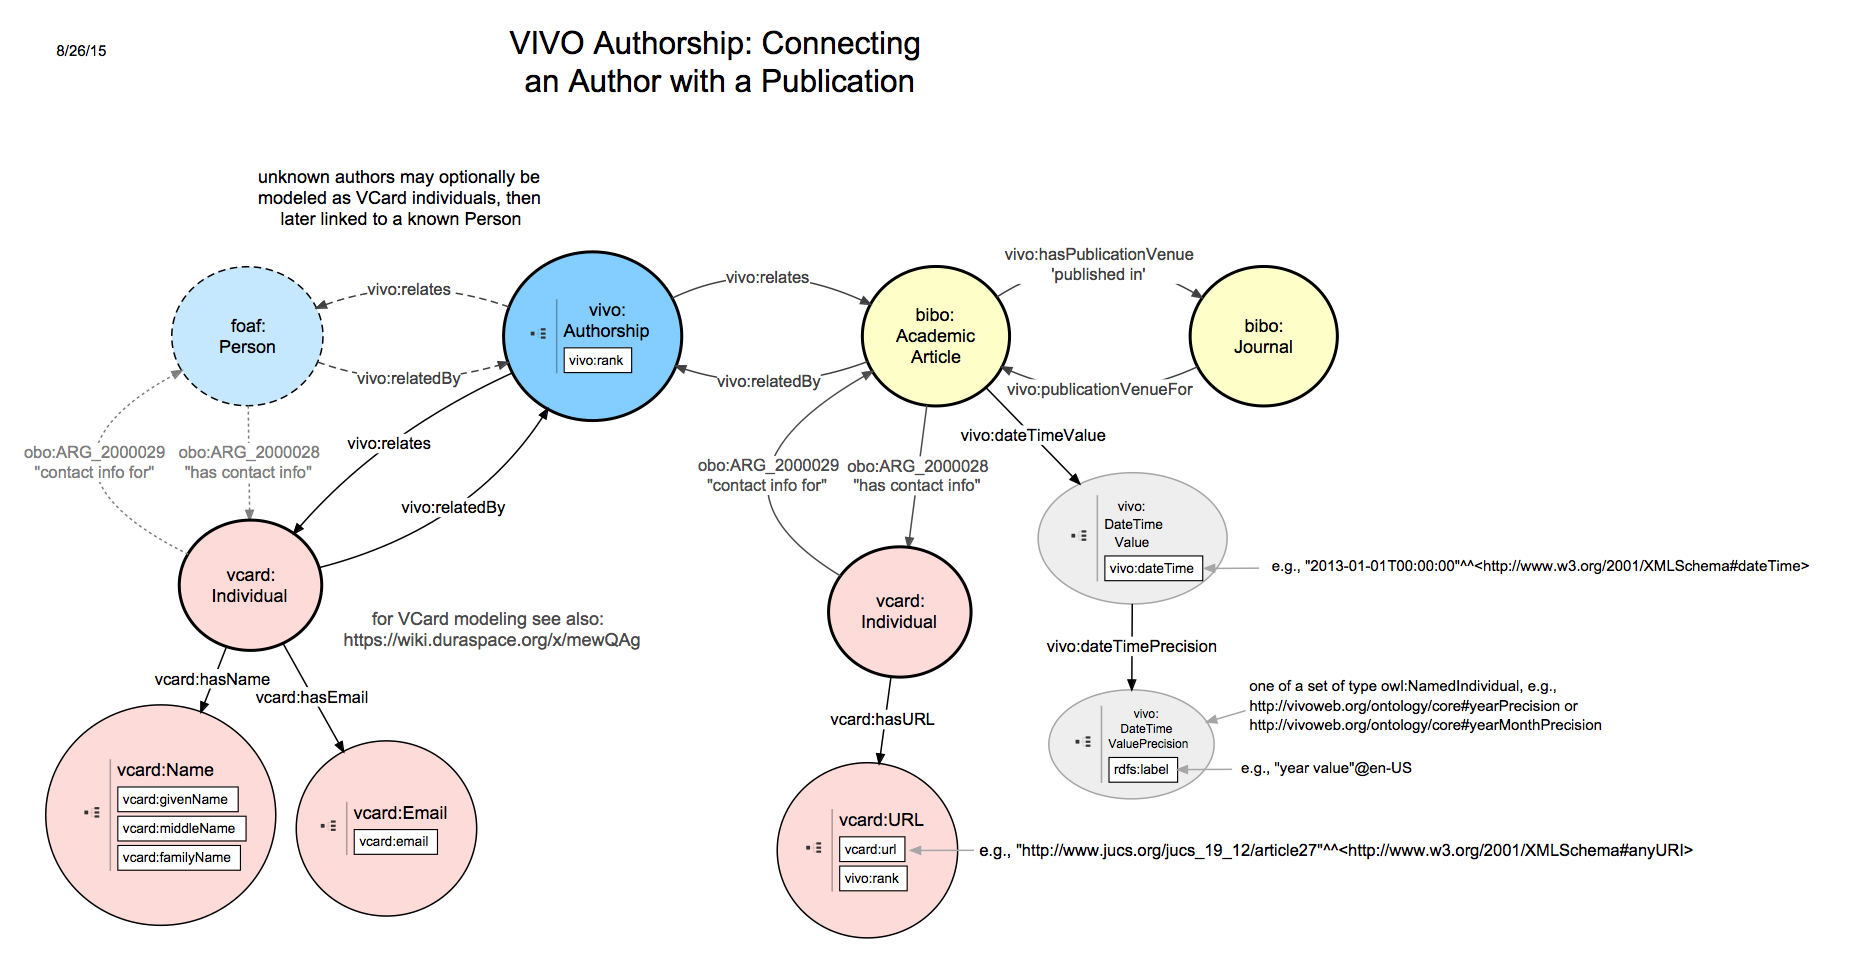 8/26/15
VIVO Authorship: Connecting
an Author with a Publication
unknown authors may optionally be
modeled as VCard individuals, then
later linked to a known Person
foaf:
Person
vivo:relates
vivo:relatedBy
vivo:
Authorship
vivo:rank
vivo:relates
vivo:relatedBy
bibo:
Academic
Article
vivo:hasPublicationVenue
'published in'
vivo:publicationVenueFor
bibo:
Journal
obo:ARG_2000029
"contact info for"
obo:ARG_2000028
"has contact info"
vivo:relates
vivo:relatedBy
obo:ARG_2000029
"contact info for"
obo:ARG_2000028
"has contact info"
vivo:dateTimeValue
vivo:
DateTime
Value
vivo:dateTime
e.g., "2013-01-01T00:00:00"^^<http://www.w3.org/2001/XMLSchema#dateTime>
vcard:
Individual
for VCard modeling see also:
https://wiki.duraspace.org/x/mewQAg
vcard:
Individual
vivo:dateTimePrecision
vcard:hasName
vcard:hasEmail
vcard:hasURL
vivo:
DateTime
ValuePrecision
rdfs:label
one of a set of type owl:NamedIndividual, e.g.,
http://vivoweb.org/ontology/core#yearPrecision or
http://vivoweb.org/ontology/core#yearMonthPrecision
e.g., "year value"@en-US
vcard:Name
vcard:givenName
vcard:middleName
vcard:familyName
vcard:Email
vcard:email
vcard:URL
vcard:url
vivo:rank
e.g., "http://www.jucs.org/jucs_19_12/article27"^^<http://www.w3.org/2001/XMLSchema#anyURI>